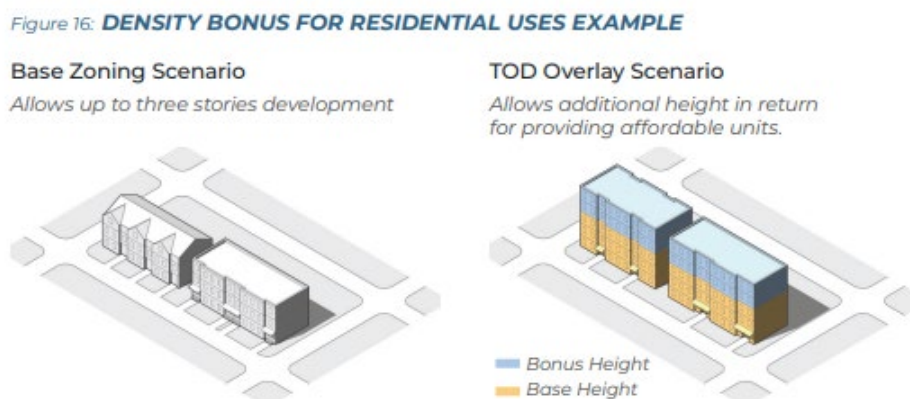 Figure 16: DENSITY BONUS FOR RESIDENTIAL USES EXAMPLE
Base Zoning Scenario
Allows up to three stories development
TOD Overlay Scenario
Allows additional height in return
for providing affordable units.
Bonus Height
Base Height